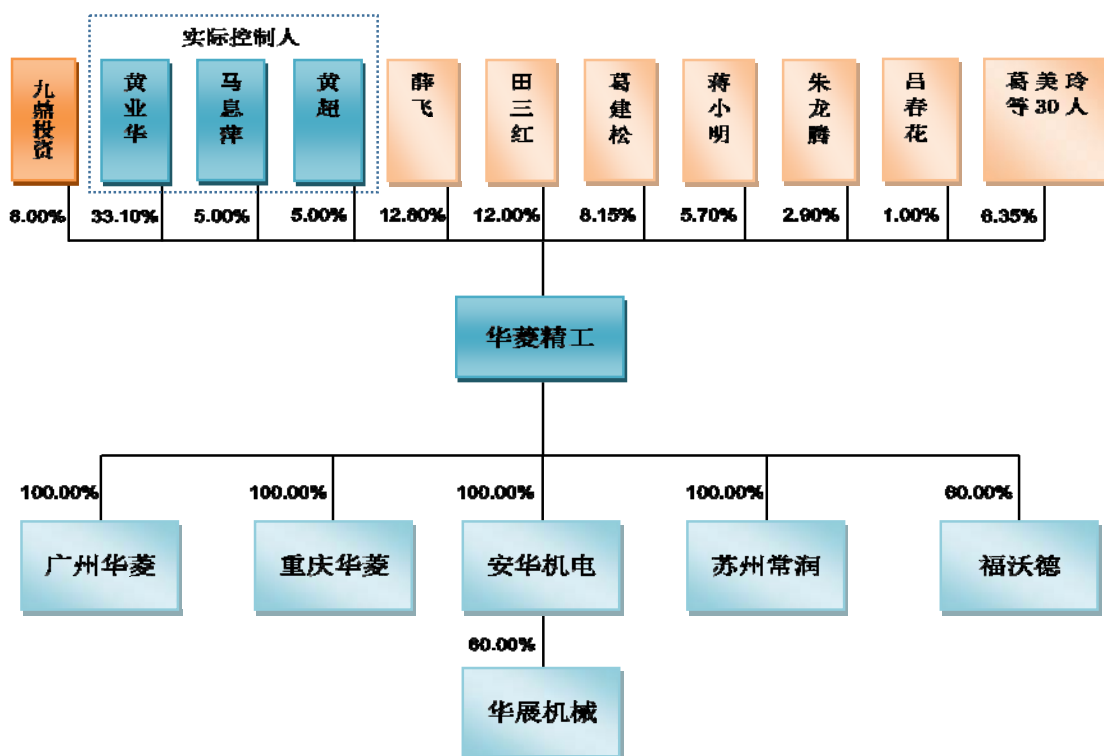 实际控制人
九鼎投资
黄业华
马息萍
黄超
薛飞
田三红
葛建松
蒋小明
朱龙腾
吕春花
葛美玲
等30人
8.00%
33.10%
5.00%
5.00%
12.80%
12.00%
8.15%
5.70%
2.90%
1.00%
6.35%
华菱精工
100.00%
100.00%
100.00%
100.00%
60.00%
广州华菱
重庆华菱
安华机电
苏州常润
福沃德
60.00%
华展机械